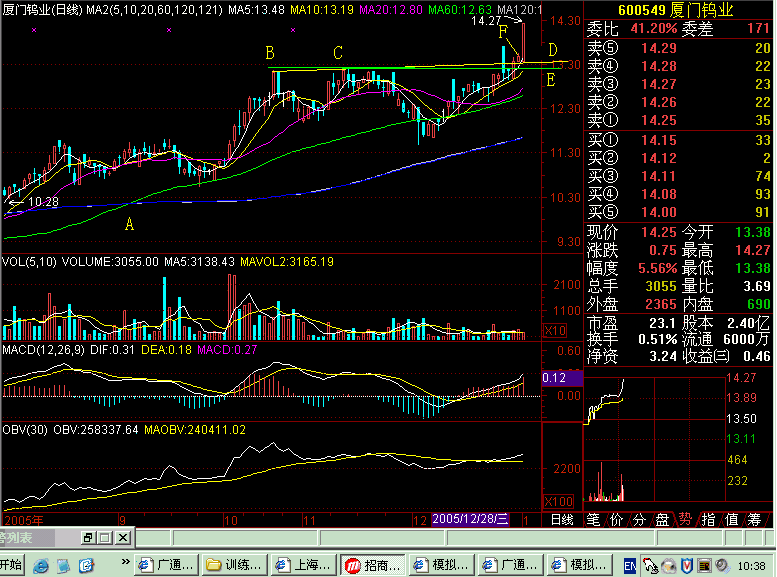 厦门钨业(日线) MA2(5,10,20,60,120,121) MA5:13.48 MA10:13.19 MA20:12.80 MA60:12.63 MA120:1
14.27
F
B
C
D
E
A
10.28
14.30
13.30
12.30
11.30
10.30
9.30
VOL(5,10) VOLUME:3055.00 MA5:3138.43 MAVOL2:3165.19
2100
1100
X10
MACD(12,26,9) DIF:0.31 DEA:0.18 MACD:0.27
0.60
0.12
0.00
OBV(30) OBV:258337.64 MAOBV:240411.02
2200
X100
2005年 9 10 11 12 2005/12/28/三 1 日线
600549 厦门钨业
委比 41.20% 委差 171
卖⑤ 14.29 20
卖④ 14.28 22
卖③ 14.27 23
卖② 14.26 22
卖① 14.25 35
买① 14.15 33
买② 14.12 2
买③ 14.11 74
买④ 14.08 93
买⑤ 14.00 91
现价 14.25 今开 13.38
涨跌 0.75 最高 14.27
幅度 5.56% 最低 13.38
总手 3055 量比 3.69
外盘 2365 内盘 690
市盈 23.1 股本 2.40亿
换手 0.51% 流通 6000万
净资 3.24 收益㈢ 0.46
14.27
13.89
13.50
13.11
464
232
笔 价 分 盘 势 指 值 筹
列表
开始 » 广通... 训练... 上海... 招商... 模拟... 广通... 模拟... EN 10:38